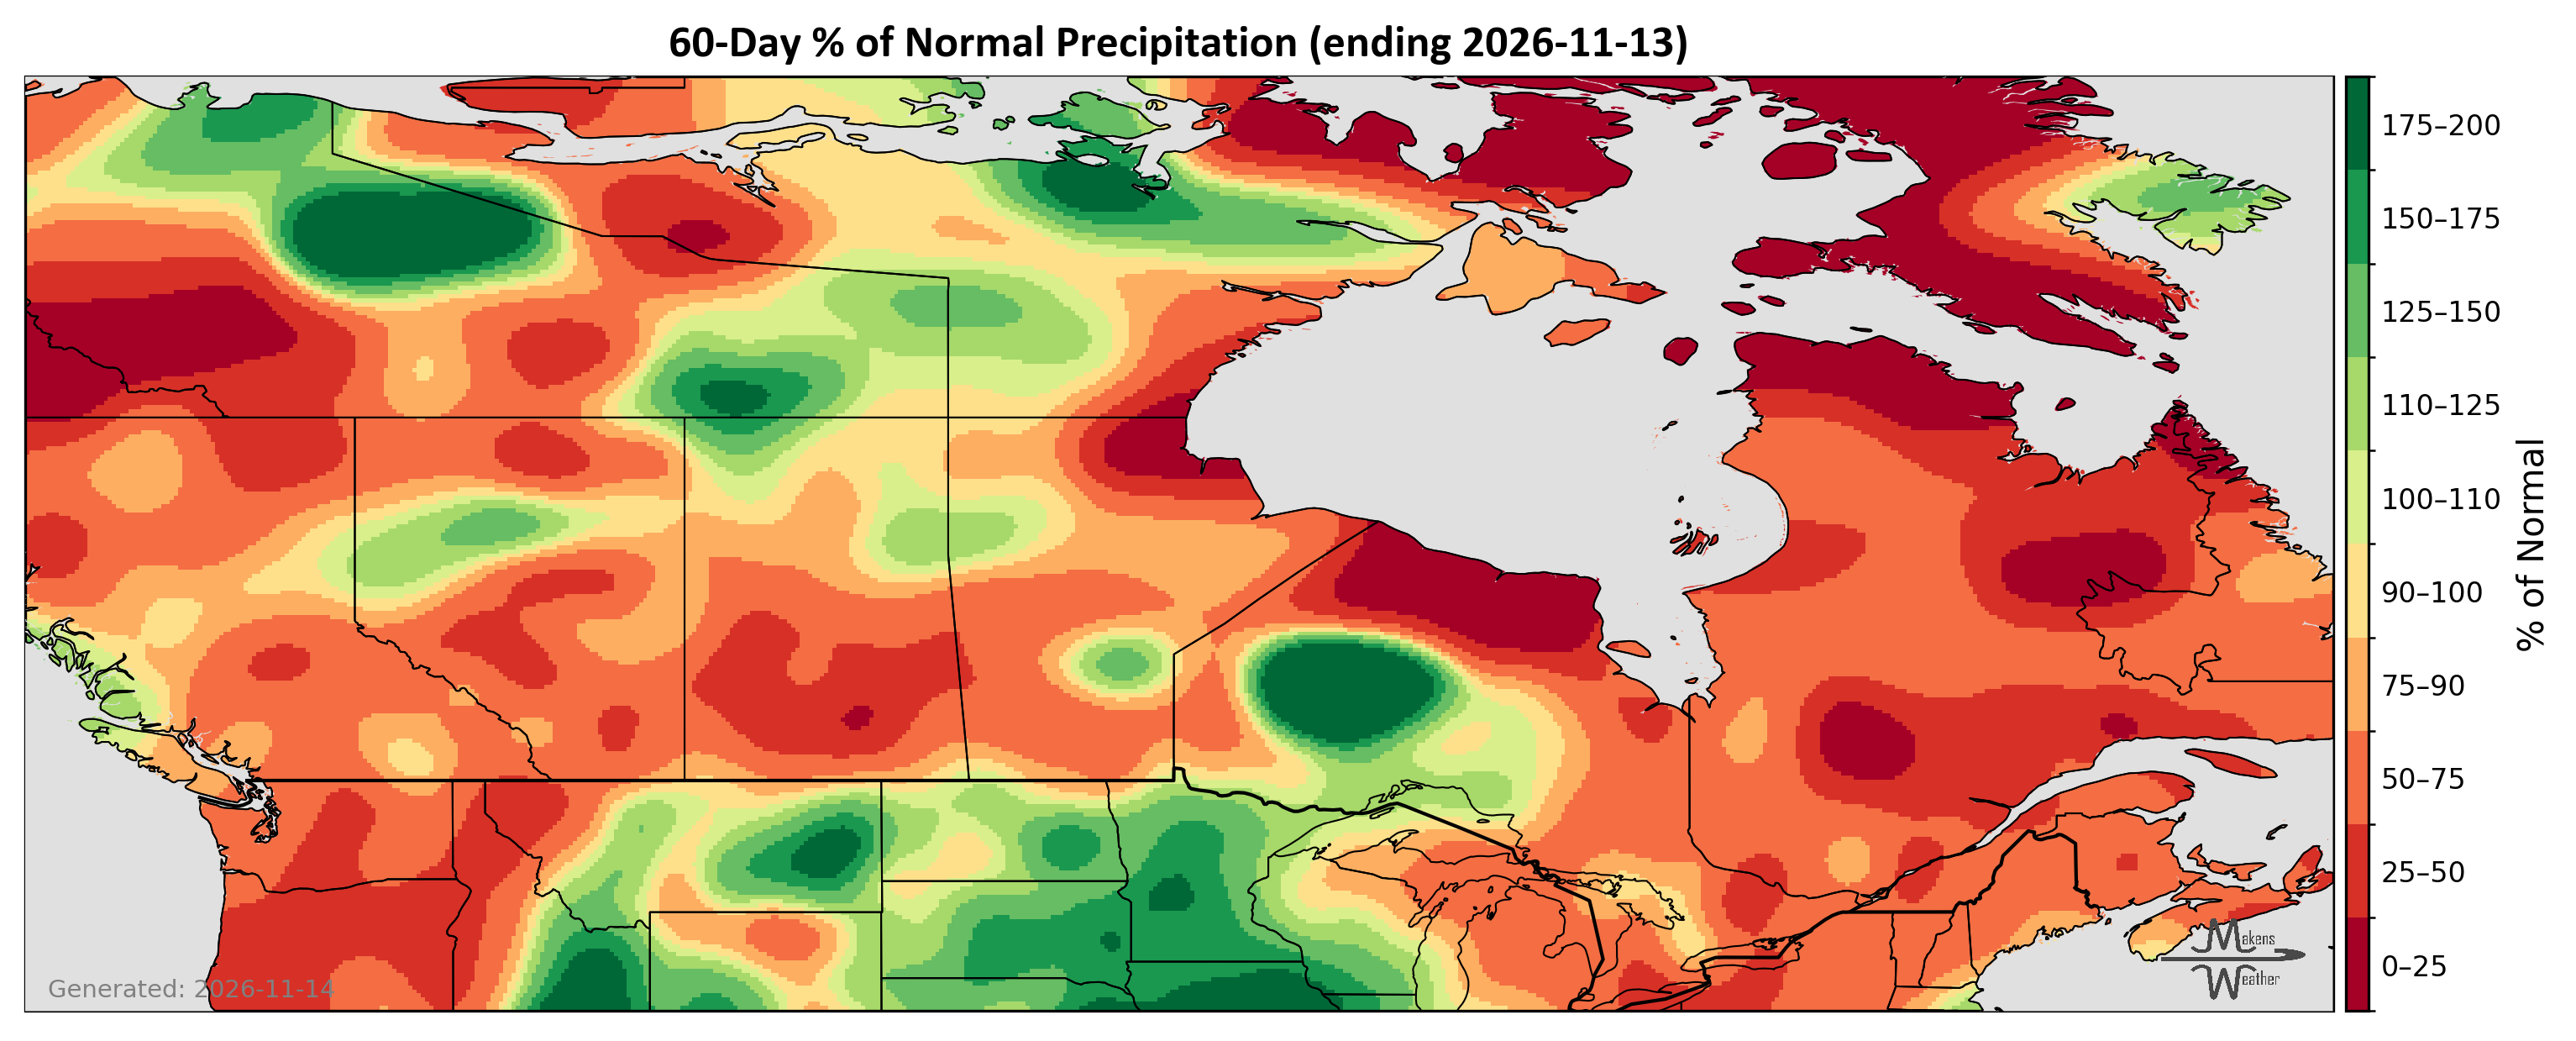 60-Day % of Normal Precipitation (ending 2026-11-13)
175–200
150–175
125–150
110–125
100–110
90–100
75–90
50–75
25–50
0–25
% of Normal
Generated: 2026-11-14
Makens
Weather